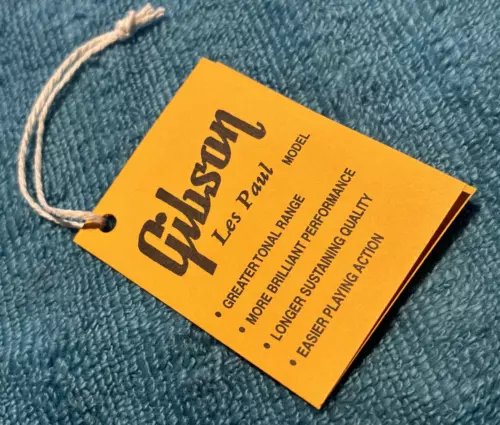 Gibson
Les Paul MODEL
• GREATER TONAL RANGE
• MORE BRILLIANT PERFORMANCE
• LONGER SUSTAINING QUALITY
• EASIER PLAYING ACTION